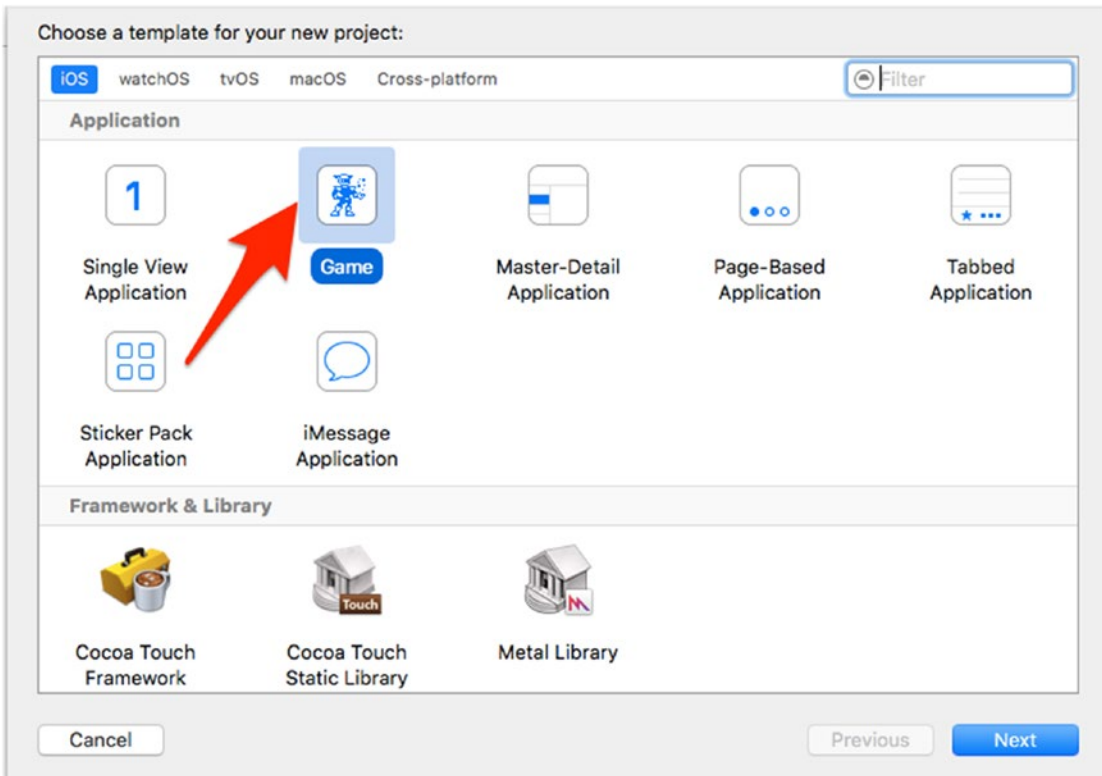 Choose a template for your new project:
iOS watchOS tvOS macOS Cross-platform Filter
Application
1
Single View Application
Game
Master-Detail Application
Page-Based Application
Tabbed Application
Sticker Pack Application
iMessage Application
Framework & Library
Touch
Cocoa Touch Framework
Cocoa Touch Static Library
Metal Library
Cancel Previous Next